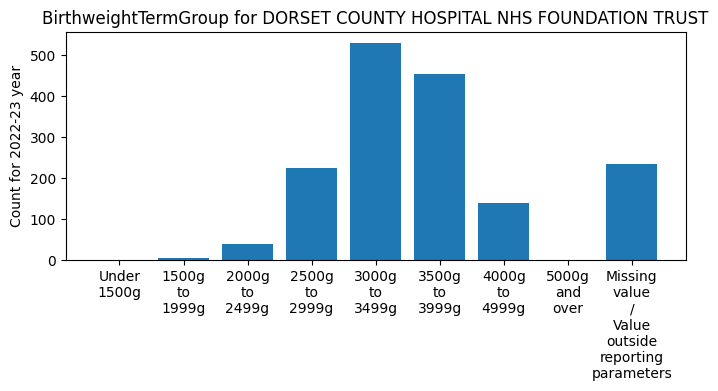 BirthweightTermGroup for DORSET COUNTY HOSPITAL NHS FOUNDATION TRUST
Count for 2022-23 year
500
400
300
200
100
0
Under
1500g
1500g
to
1999g
2000g
to
2499g
2500g
to
2999g
3000g
to
3499g
3500g
to
3999g
4000g
to
4999g
5000g
and
over
Missing
value
/
Value
outside
reporting
parameters